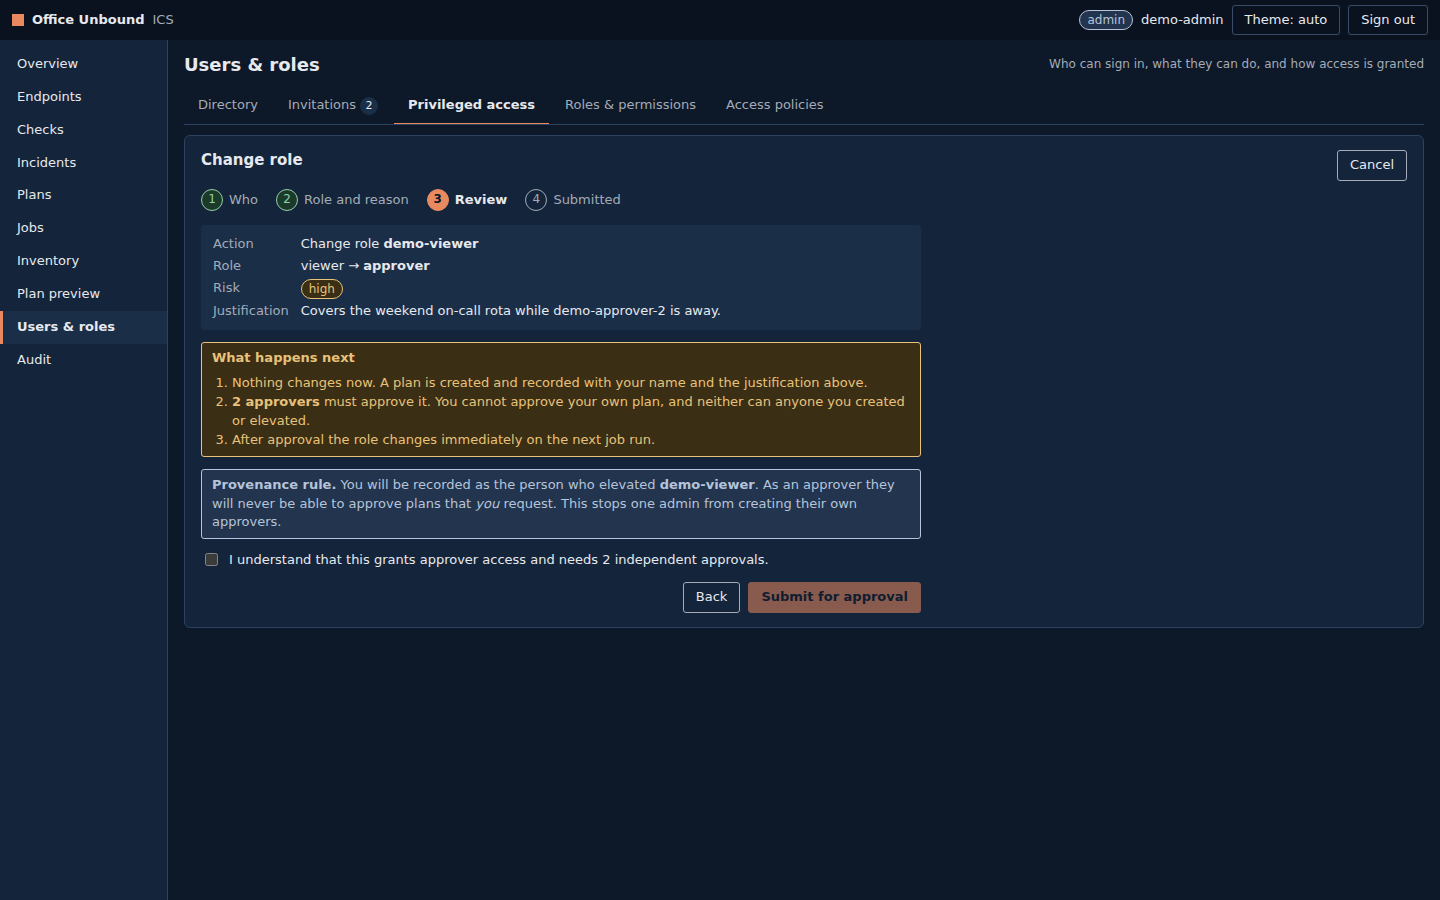 Office Unbound ICS
admin demo-admin Theme: auto Sign out
Overview
Endpoints
Checks
Incidents
Plans
Jobs
Inventory
Plan preview
Users & roles
Audit
Users & roles
Who can sign in, what they can do, and how access is granted
Directory Invitations 2 Privileged access Roles & permissions Access policies
Change role
Cancel
1 Who 2 Role and reason 3 Review 4 Submitted
Action Change role demo-viewer
Role viewer → approver
Risk high
Justification Covers the weekend on-call rota while demo-approver-2 is away.
What happens next
1. Nothing changes now. A plan is created and recorded with your name and the justification above.
2. 2 approvers must approve it. You cannot approve your own plan, and neither can anyone you created
or elevated.
3. After approval the role changes immediately on the next job run.
Provenance rule. You will be recorded as the person who elevated demo-viewer. As an approver they
will never be able to approve plans that you request. This stops one admin from creating their own
approvers.
I understand that this grants approver access and needs 2 independent approvals.
Back Submit for approval